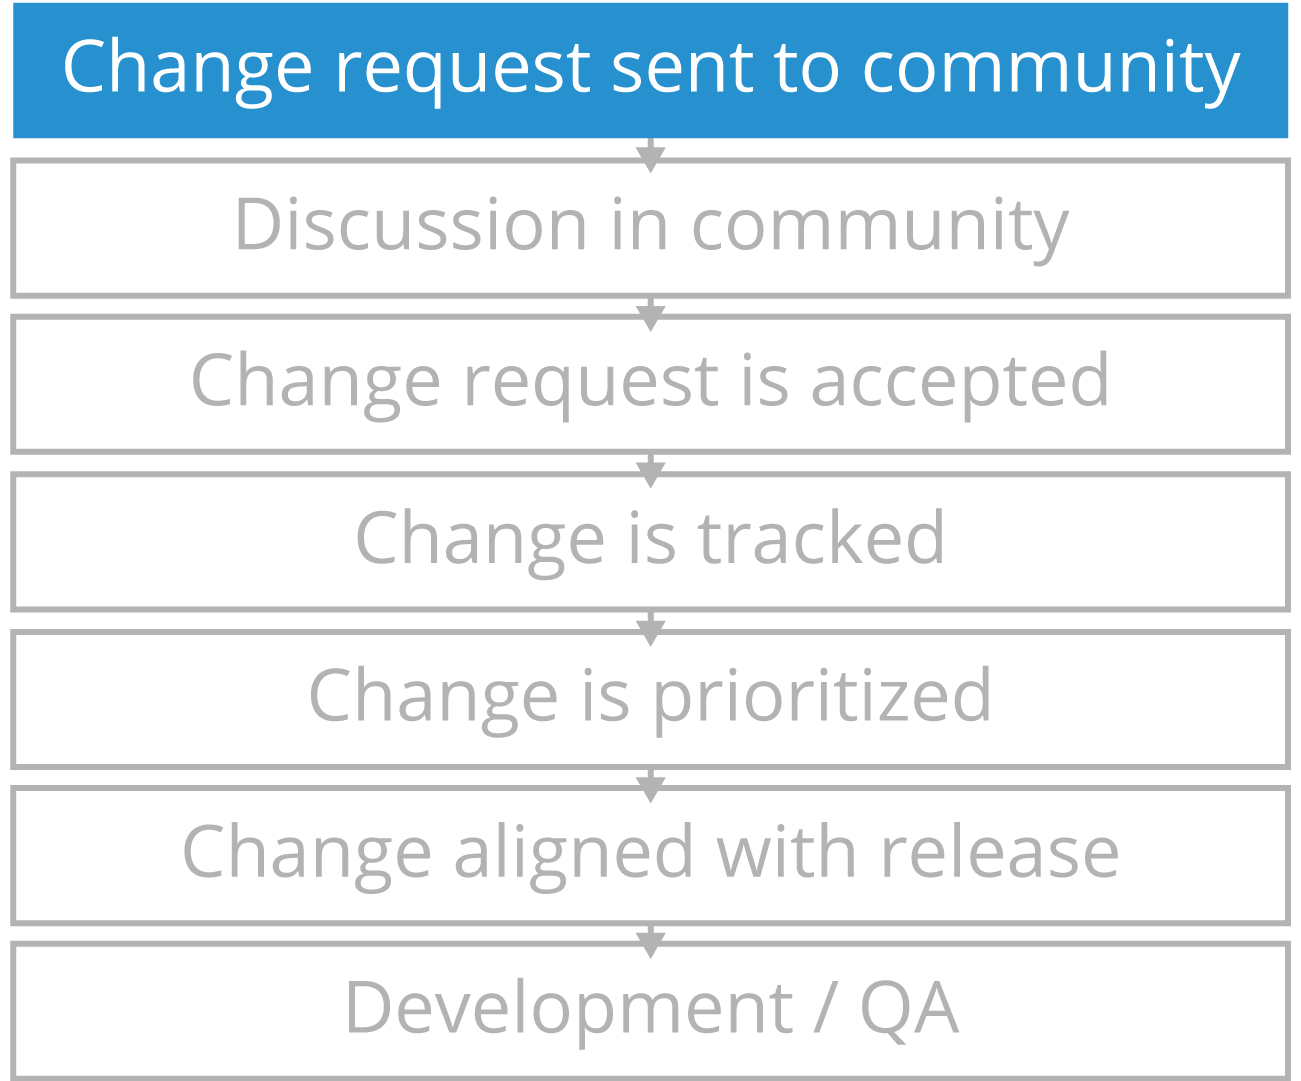 Change request sent to community
Discussion in community
Change request is accepted
Change is tracked
Change is prioritized
Change aligned with release
Development / QA